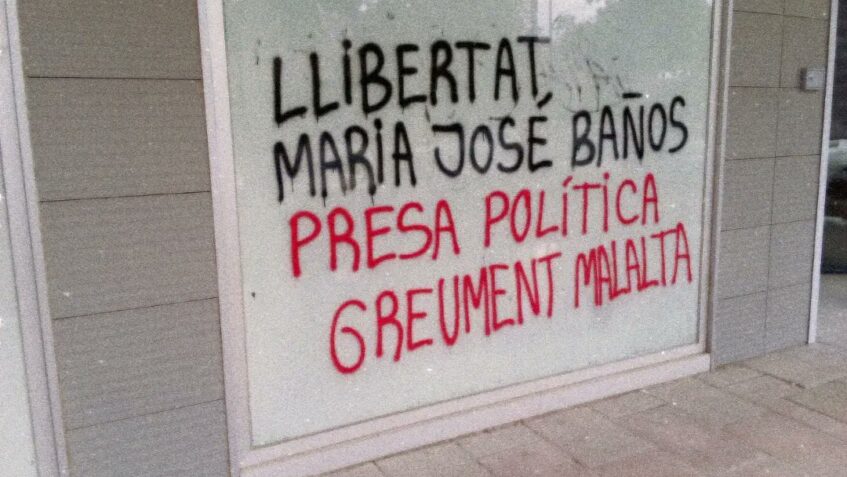 LLIBERTAT,
MARIA JOSÉ BAÑOS
PRESA POLÍTICA
GREUMENT MALALTA